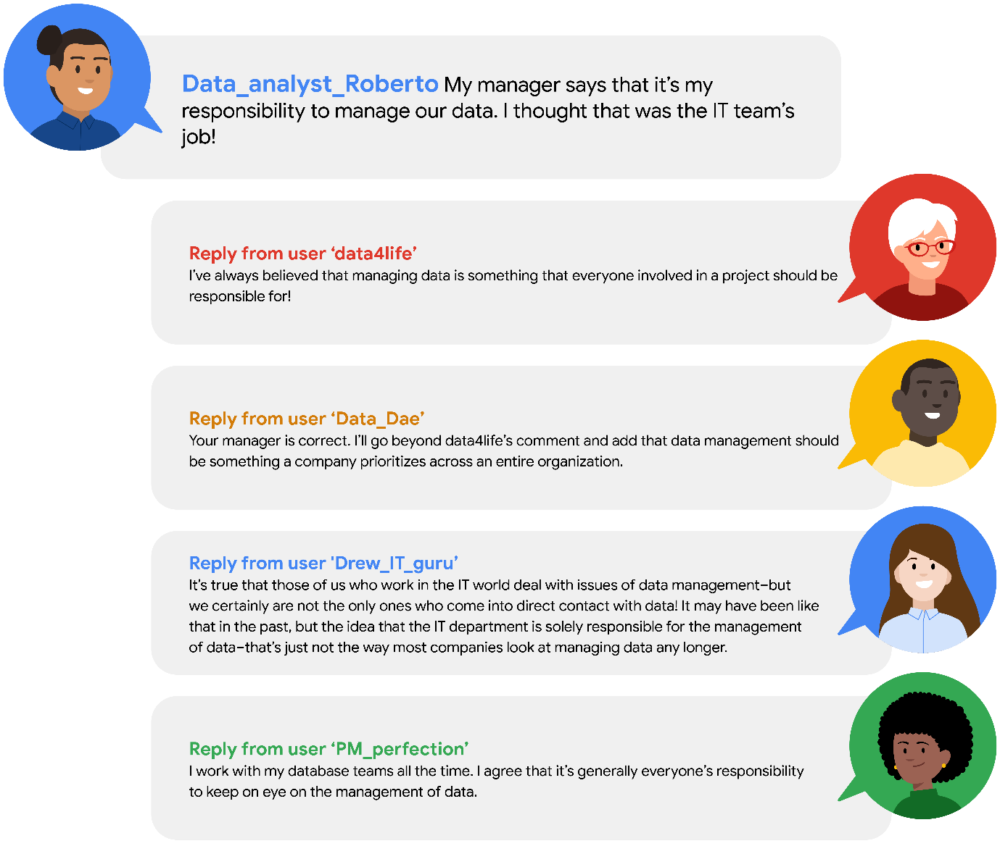 Data_analyst_Roberto My manager says that it’s my
responsibility to manage our data. I thought that was the IT team’s
job!
Reply from user ‘data4life’
I’ve always believed that managing data is something that everyone involved in a project should be
responsible for!
Reply from user ‘Data_Dae’
Your manager is correct. I’ll go beyond data4life’s comment and add that data management should
be something a company prioritizes across an entire organization.
Reply from user 'Drew_IT_guru’
It’s true that those of us who work in the IT world deal with issues of data management–but
we certainly are not the only ones who come into direct contact with data! It may have been like
that in the past, but the idea that the IT department is solely responsible for the management
of data–that’s just not the way most companies look at managing data any longer.
Reply from user ‘PM_perfection’
I work with my database teams all the time. I agree that it’s generally everyone’s responsibility
to keep on eye on the management of data.